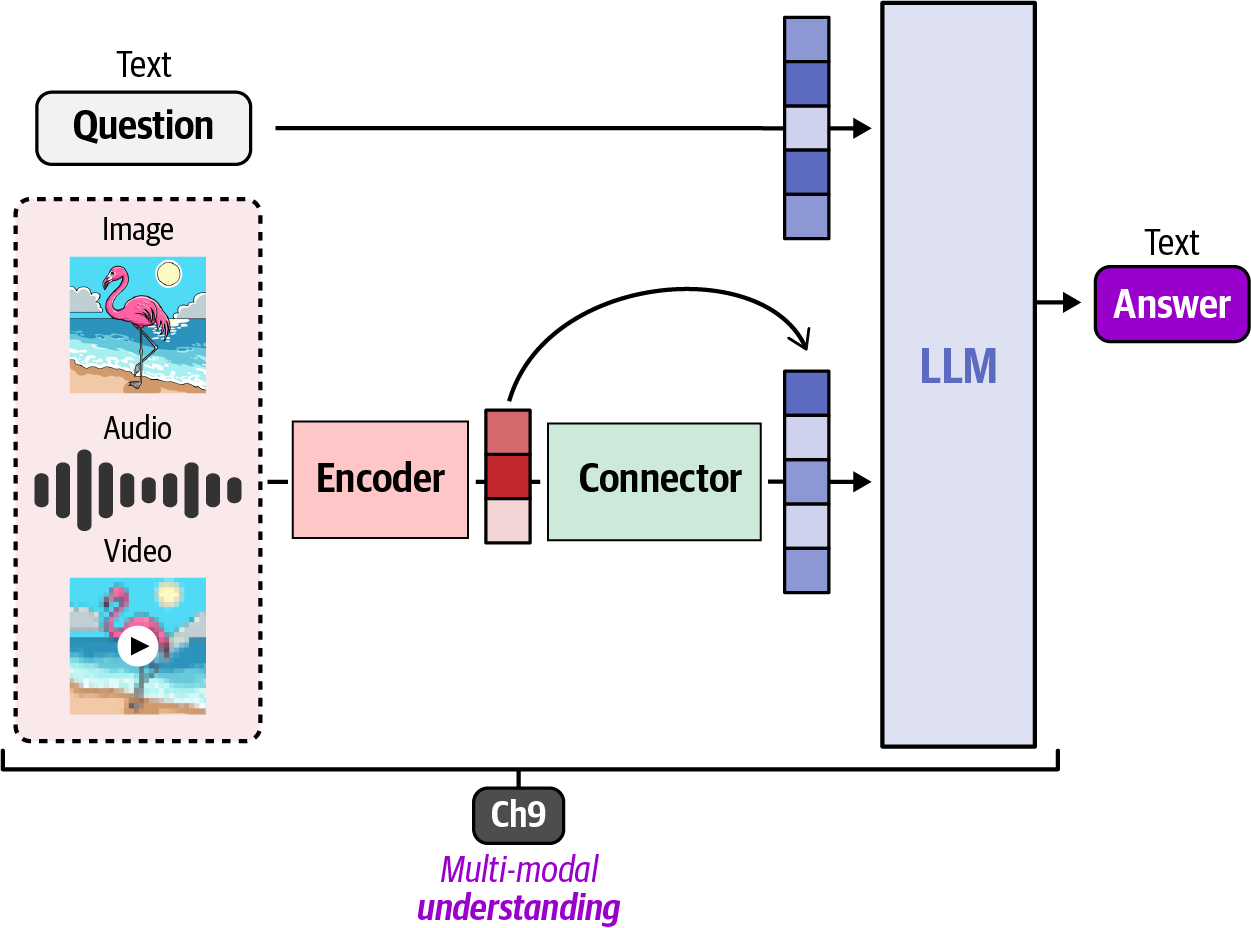 Text
Question
Image
Audio
Video
Encoder
Connector
LLM
Text
Answer
Ch9
Multi-modal
understanding